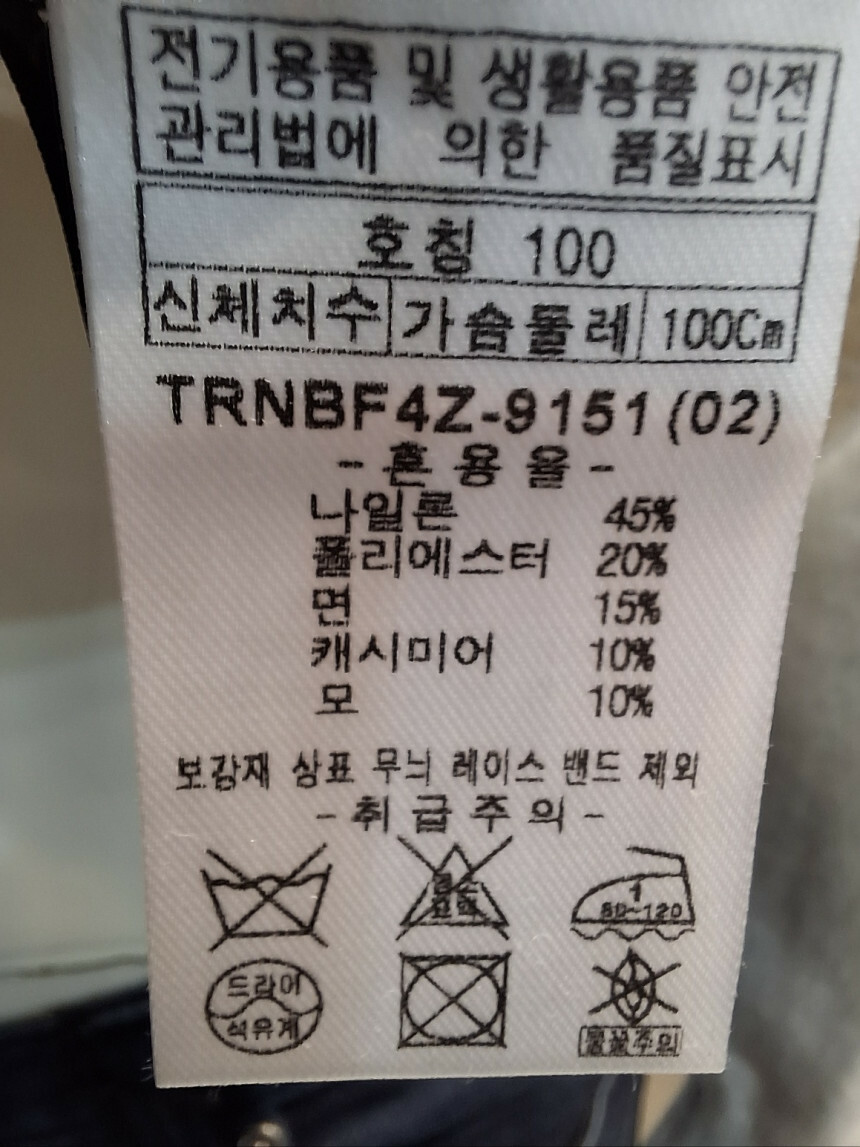 전기용품 및 생활용품 안전
관리법에 의한 품질표시
호칭 100
신체치수 가슴둘레 100Cm
TRNBF4Z-9151(02)
-혼용율-
나일론 45%
폴리에스터 20%
면 15%
캐시미어 10%
모 10%
보강재 상표 무늬 레이스 밴드 제외
-취급주의-
염소
표백
1
80~120
드라이
석유계